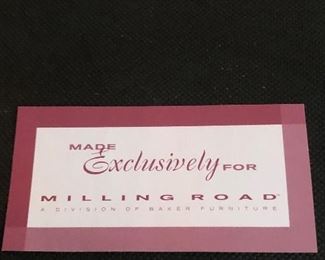 MADE
Exclusively FOR
MILLING ROAD
A DIVISION OF BAKER FURNITURE